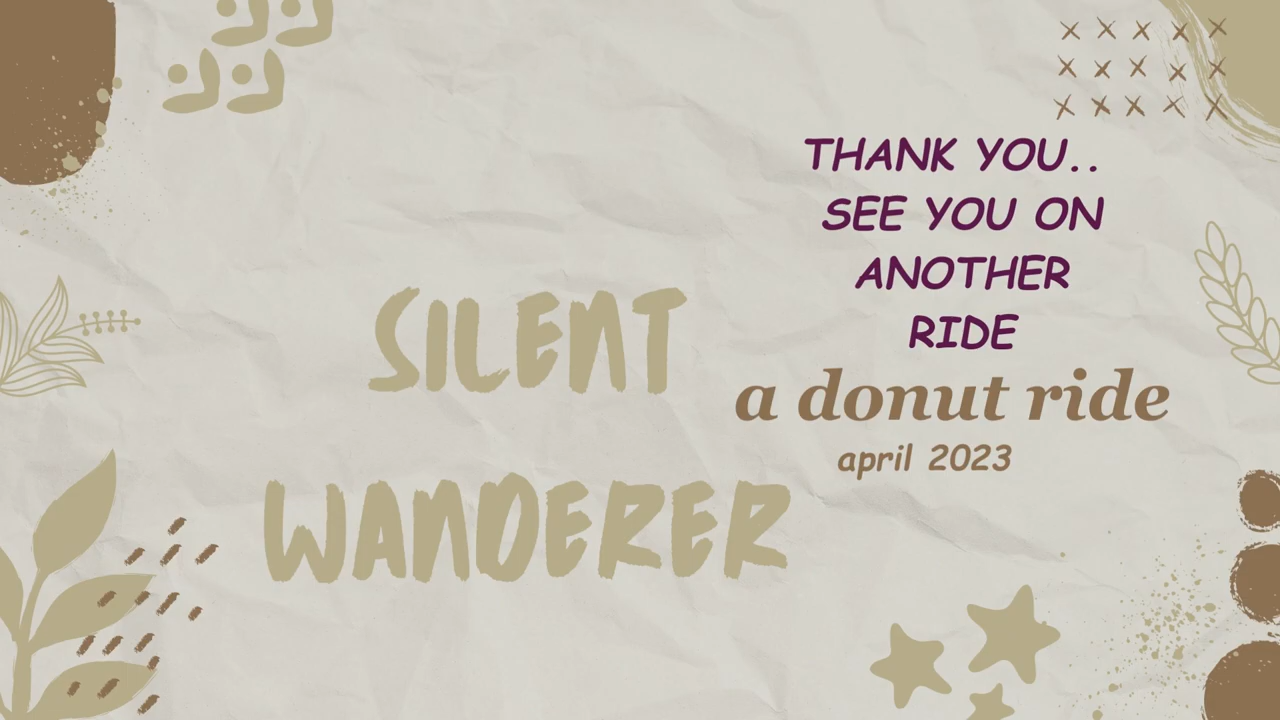 THANK YOU..
SEE YOU ON
ANOTHER
RIDE
a donut ride
april 2023
SILENT
WANDERER